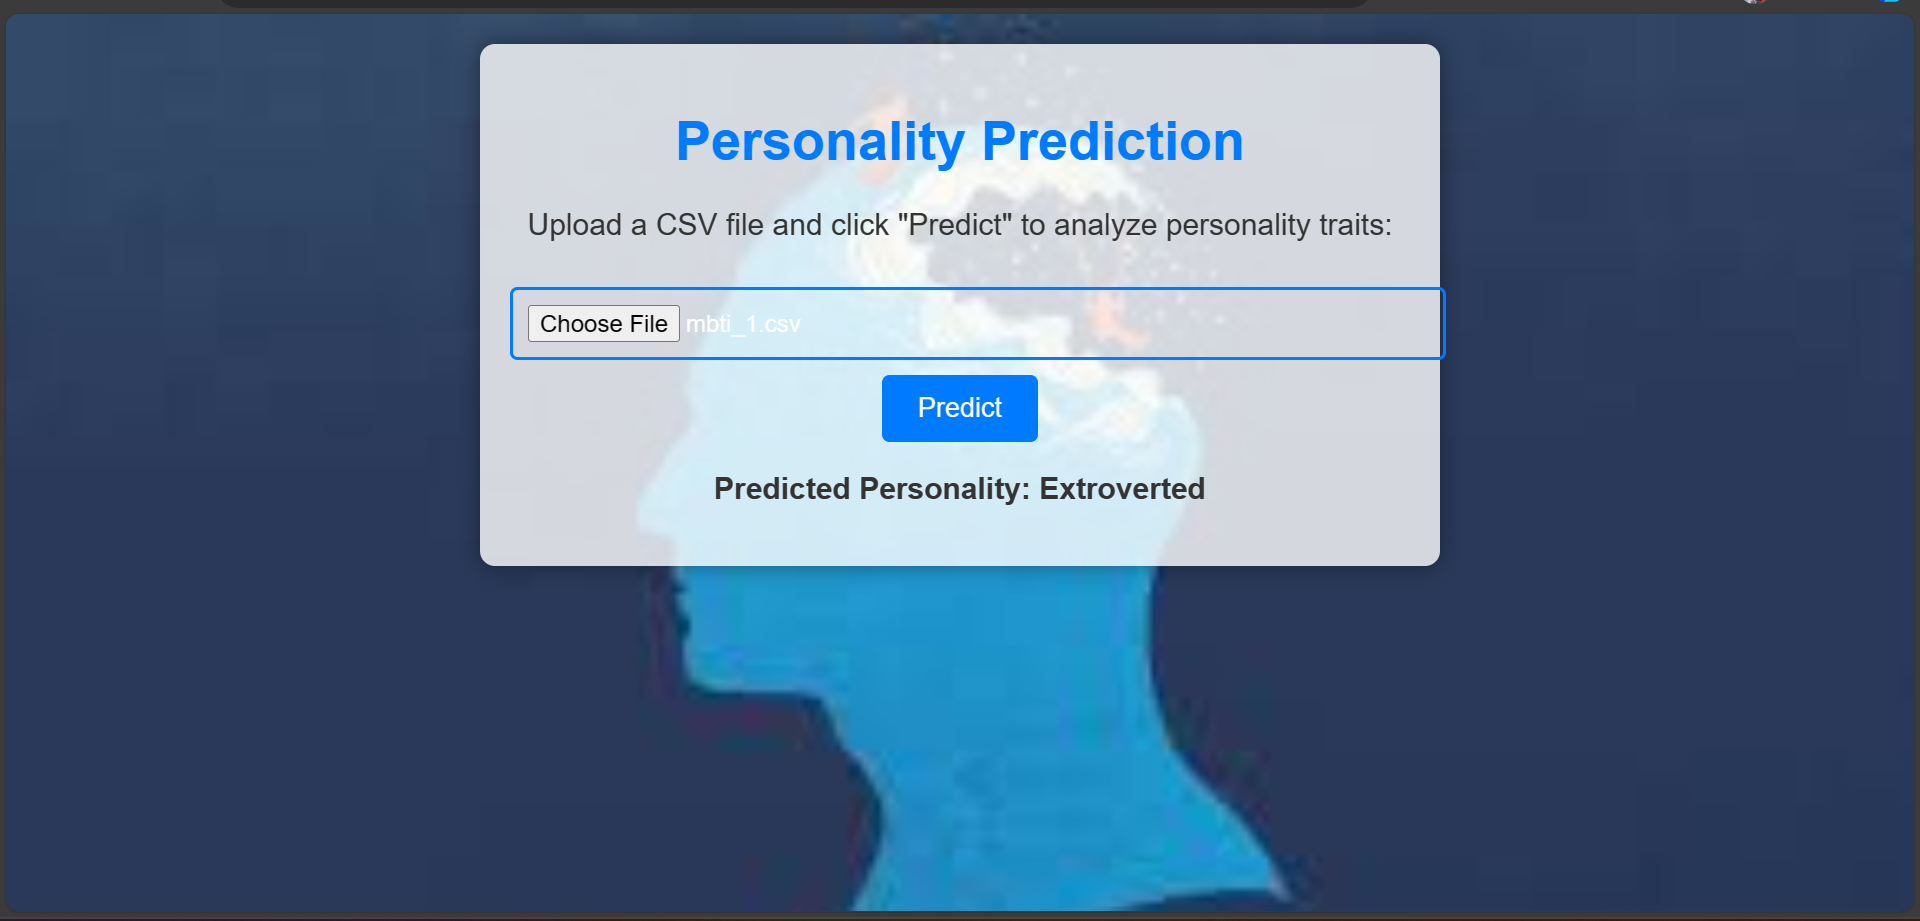 Personality Prediction
Upload a CSV file and click "Predict" to analyze personality traits:
Choose File mbti_1.csv
Predict
Predicted Personality: Extroverted